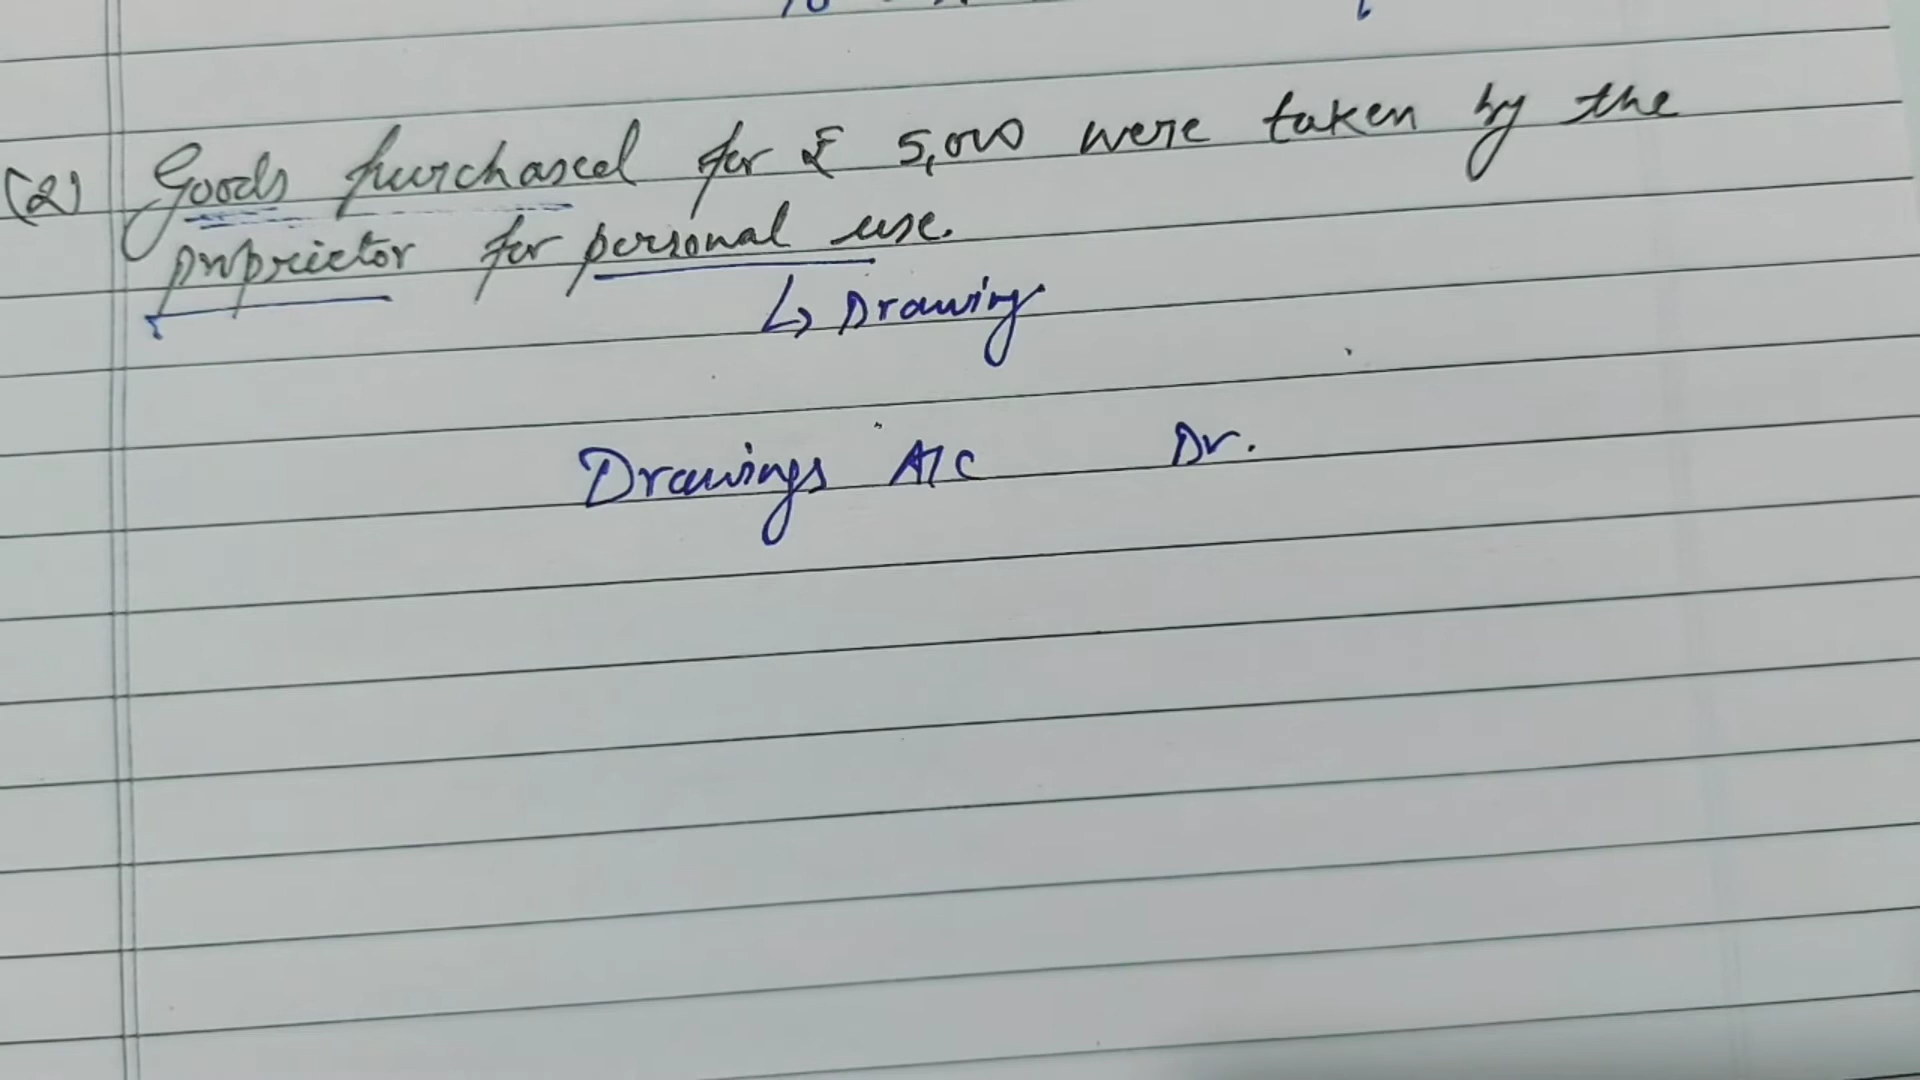 (2) Goods purchased for ₹ 5,000 were taken by the
proprietor for personal use.
↳ Drawing
Drawings A/C Dr.